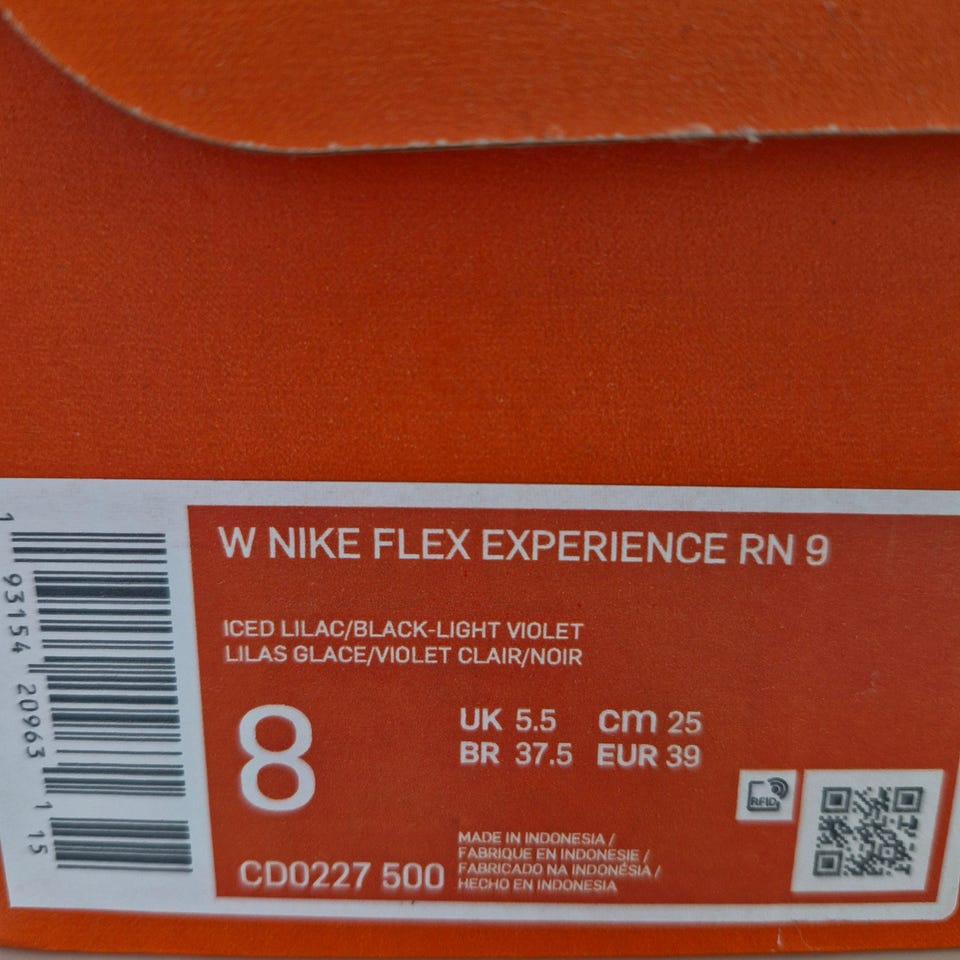 W NIKE FLEX EXPERIENCE RN 9
ICED LILAC/BLACK-LIGHT VIOLET
LILAS GLACE/VIOLET CLAIR/NOIR
8
UK 5.5 cm 25
BR 37.5 EUR 39
RFID
CD0227 500
MADE IN INDONESIA /
FABRIQUE EN INDONESIE /
FABRICADO NA INDONÉSIA /
HECHO EN INDONESIA
1 93154 20963 1 15